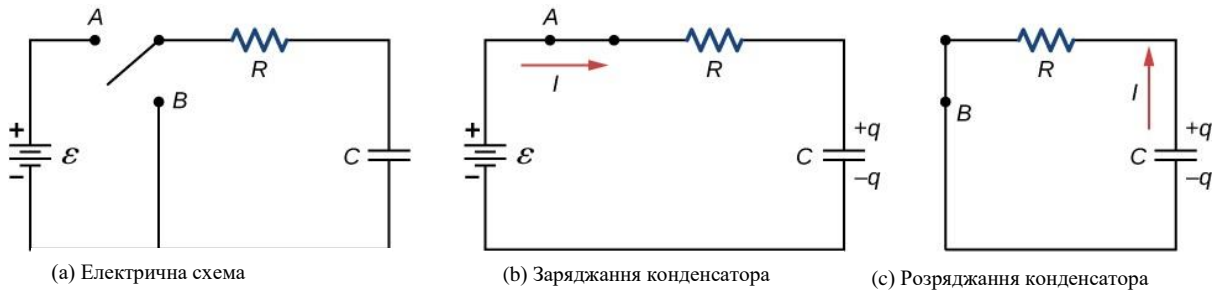 A
R
B
+
ε
−
C
(a) Електрична схема
A
I
R
+
ε
−
C
+q
−q
(b) Заряджання конденсатора
R
B
I
C
+q
−q
(c) Розряджання конденсатора